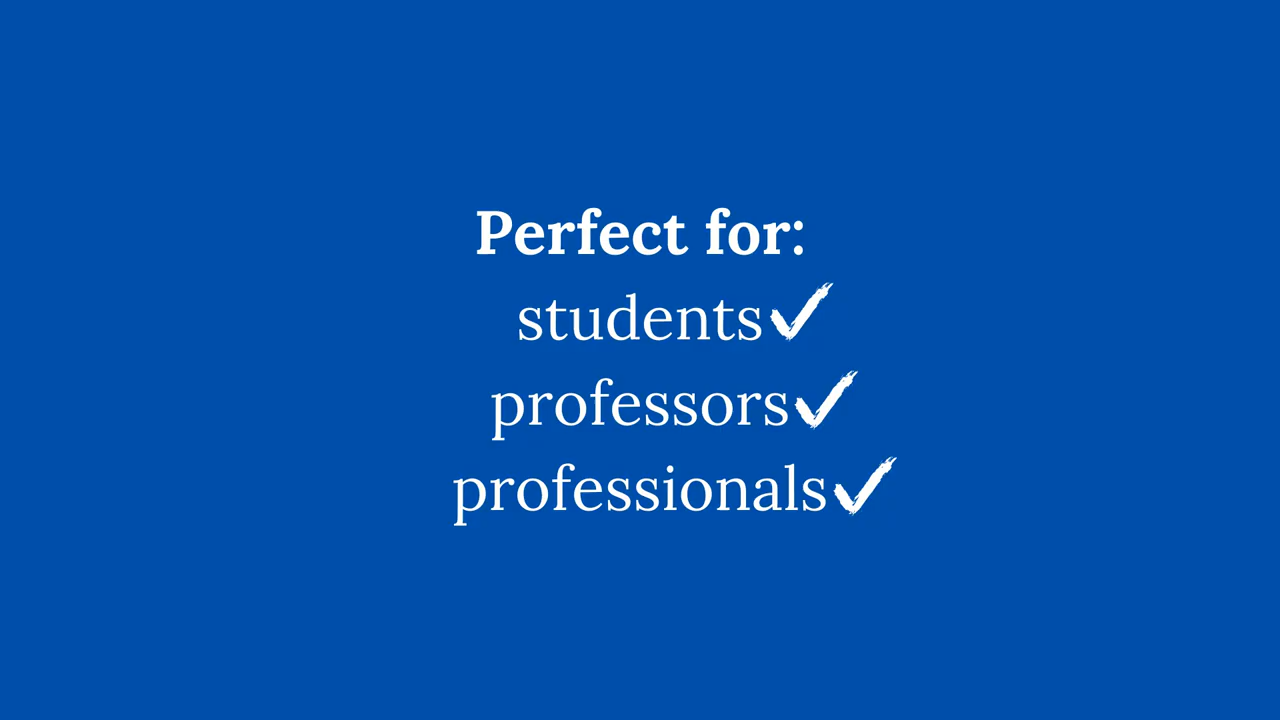 Perfect for:
students✓
professors✓
professionals✓